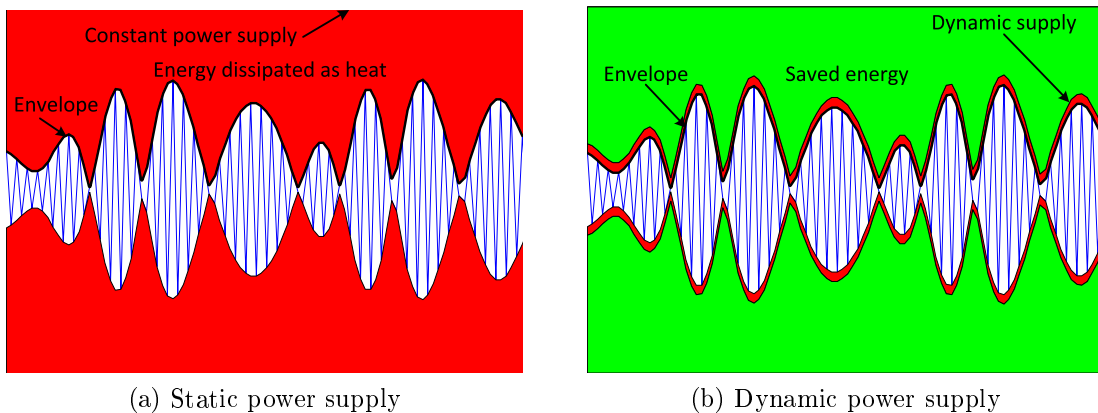 Constant power supply
Energy dissipated as heat
Envelope
(a) Static power supply
Dynamic supply
Envelope
Saved energy
(b) Dynamic power supply